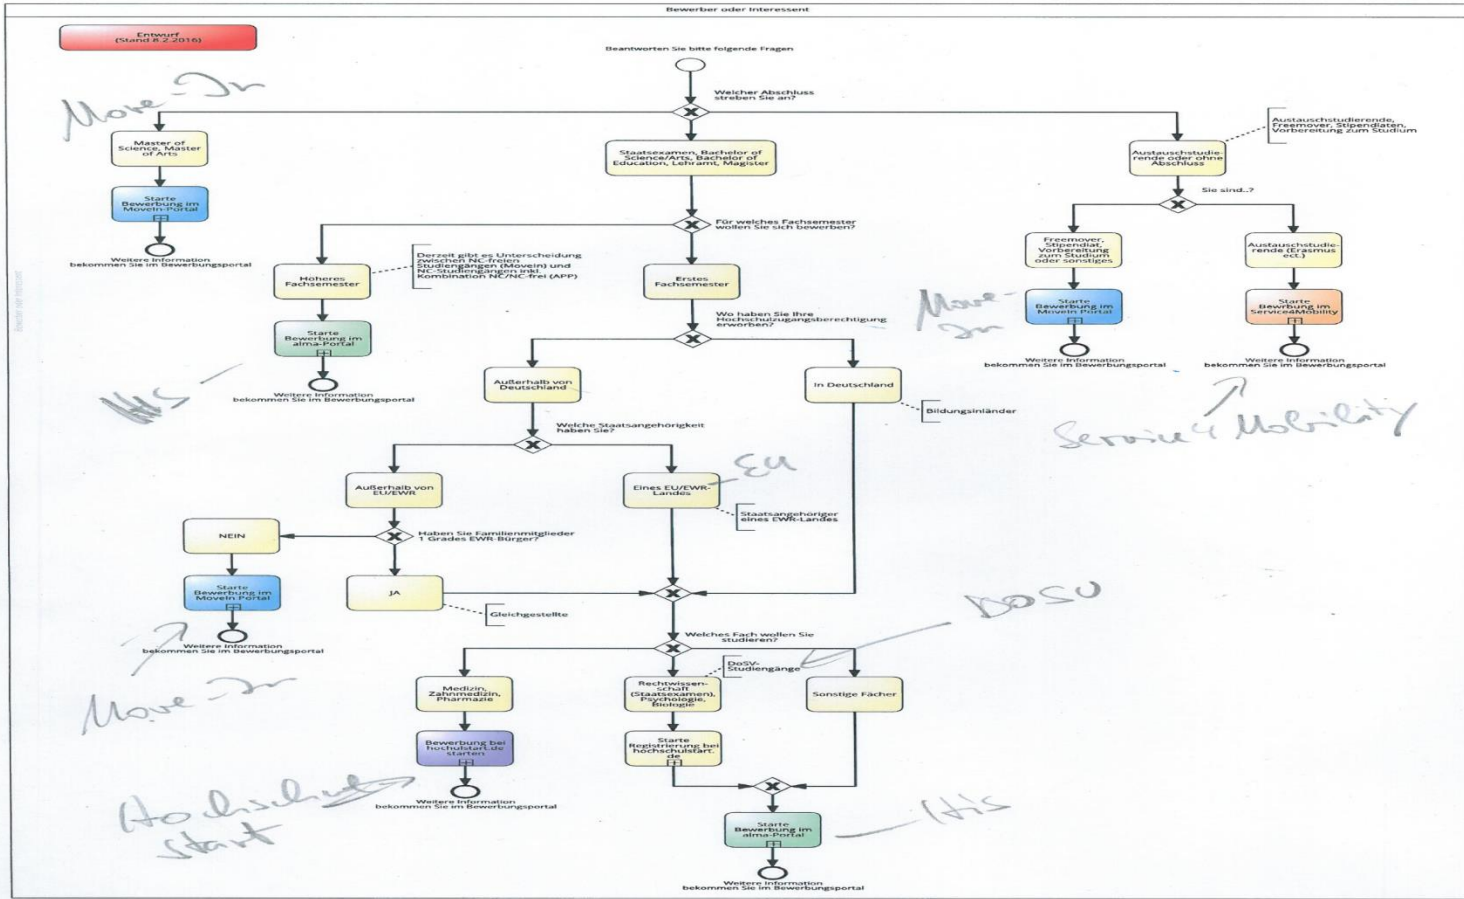 Bewerber oder Interessent
Entwurf
(Stand 8.2.2016)
Beantworten Sie bitte folgende Fragen
Welcher Abschluss
streben Sie an?
Move-In
Master of
Science, Master
of Arts
Starte
Bewerbung im
MoveIn-Portal
Weitere Information
bekommen Sie im Bewerbungsportal
Staatsexamen, Bachelor of
Science/Arts, Bachelor of
Education, Lehramt, Magister
Austauschstudie-
rende oder ohne
Abschluss
Austauschstudierende,
Freemover, Stipendiaten,
Vorbereitung zum Studium
Sie sind..?
Für welches Fachsemester
wollen Sie sich bewerben?
Freemover,
Stipendiat,
Vorbereitung
zum Studium
oder sonstiges
Austauschstudie-
rende (Erasmus
ect.)
Starte
Bewerbung im
MoveIn Portal
Starte
Bewrbung im
Service4Mobility
Weitere Information
bekommen Sie im Bewerbungsportal
Weitere Information
bekommen Sie im Bewerbungsportal
Move-
In
Service4 Mobility
Höheres
Fachsemester
Derzeit gibt es Unterscheidung
zwischen NC-freien
Studiengängen (MoveIn) und
NC-Studiengängen inkl.
Kombination NC/NC-frei (APP)
Erstes
Fachsemester
Starte
Bewerbung im
alma-Portal
Weitere Information
bekommen Sie im Bewerbungsportal
Wo haben Sie Ihre
Hochschulzugangsberechtigung
erworben?
Außerhalb von
Deutschland
In Deutschland
Bildungsinländer
Welche Staatsangehörigkeit
haben Sie?
Außerhalb von
EU/EWR
Eines EU/EWR-
Landes
EU
Staatsangehöriger
eines EWR-Landes
Haben Sie Familienmitglieder
1 Grades EWR-Bürger?
NEIN
Starte
Bewerbung im
MoveIn Portal
Weitere Information
bekommen Sie im Bewerbungsportal
Move-In
JA
Gleichgestellte
Welches Fach wollen Sie
studieren?
DoSV-
Studiengänge
DOSV
Medizin,
Zahnmedizin,
Pharmazie
Rechtwissen-
schaft
(Staatsexamen),
Psychologie,
Biologie
Sonstige Fächer
Bewerbung bei
hochulstart.de
starten
Starte
Registrierung bei
hochschulstart.
de
Weitere Information
bekommen Sie im Bewerbungsportal
Hochschul
start
Starte
Bewerbung im
alma-Portal
His
Weitere Information
bekommen Sie im Bewerbungsportal